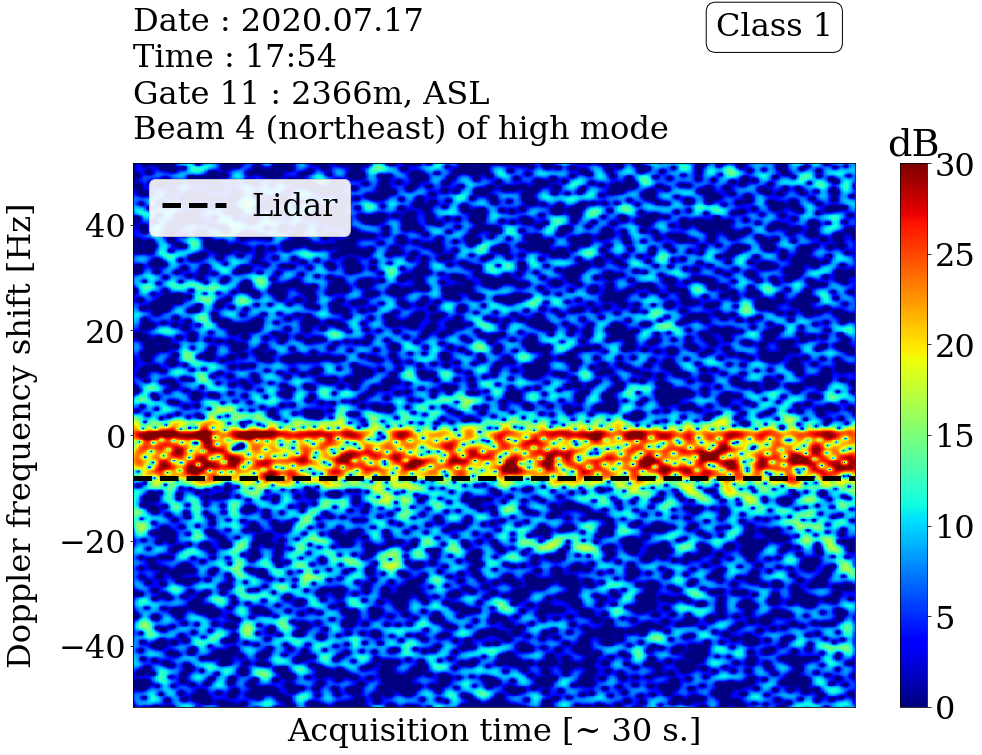 Date : 2020.07.17
Time : 17:54
Gate 11 : 2366m, ASL
Beam 4 (northeast) of high mode
Class 1
dB
Lidar
Doppler frequency shift [Hz]
40
20
0
−20
−40
Acquisition time [~ 30 s.]
30
25
20
15
10
5
0